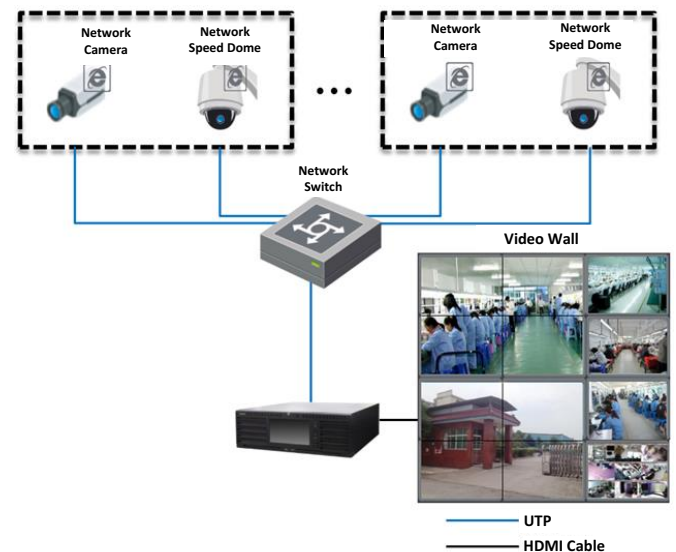 Network
Camera
Network
Speed Dome
Network
Camera
Network
Speed Dome
...
Network
Switch
Video Wall
UTP
HDMI Cable